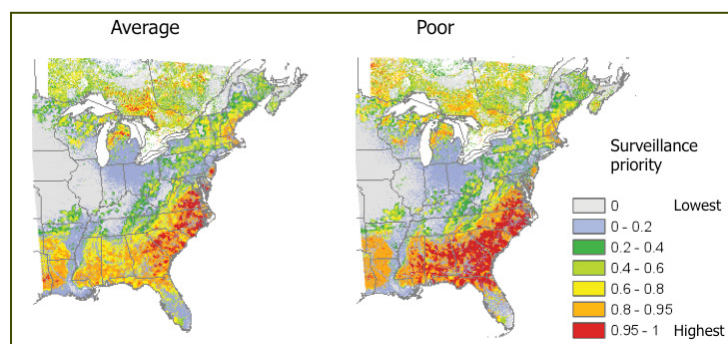 Average
Poor
Surveillance
priority
0 Lowest
0 - 0.2
0.2 - 0.4
0.4 - 0.6
0.6 - 0.8
0.8 - 0.95
0.95 - 1 Highest